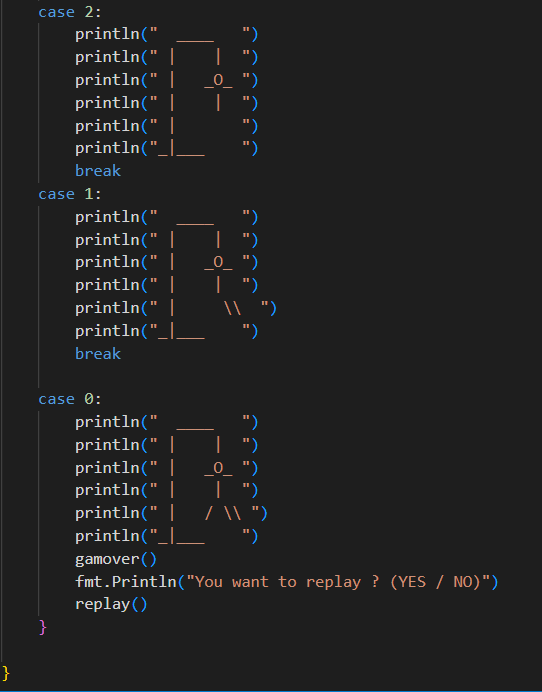 case 2:
    println("  ____   ")
    println(" |    |  ")
    println(" |   _O_ ")
    println(" |    |  ")
    println(" |       ")
    println("_|___    ")
    break
case 1:
    println("  ____   ")
    println(" |    |  ")
    println(" |   _O_ ")
    println(" |    |  ")
    println(" |     \\  ")
    println("_|___    ")
    break
case 0:
    println("  ____   ")
    println(" |    |  ")
    println(" |   _O_ ")
    println(" |    |  ")
    println(" |   / \\ ")
    println("_|___    ")
    gamover()
    fmt.Println("You want to replay ? (YES / NO)")
    replay()
}
}